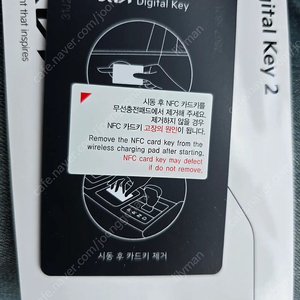 Digital Key
시동 후 NFC 카드키를
무선충전패드에서 제거해 주세요.
제거하지 않을 경우
NFC 카드키 고장의 원인이 됩니다.
Remove the NFC card key from the
wireless charging pad after starting.
NFC card key may defect
if do not remove.
시동 후 카드키 제거
Digital Key 2
that inspires